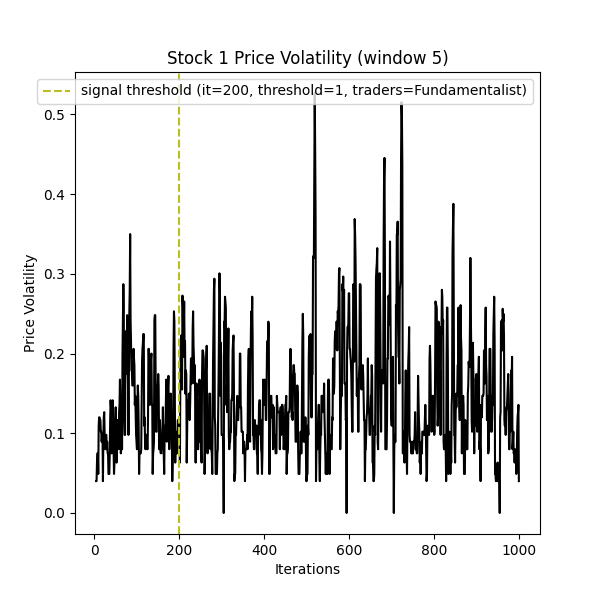 Stock 1 Price Volatility (window 5)
signal threshold (it=200, threshold=1, traders=Fundamentalist)
Price Volatility
0.5
0.4
0.3
0.2
0.1
0.0
0 200 400 600 800 1000
Iterations